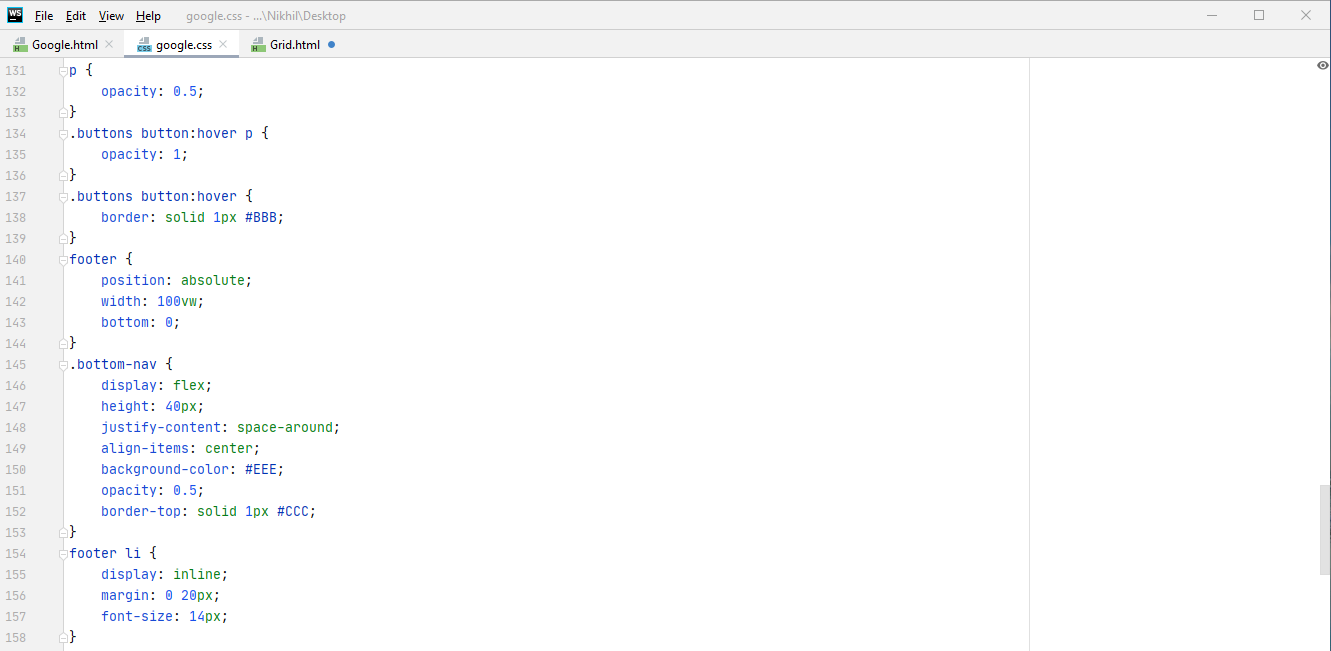 WS File Edit View Help google.css - ...\Nikhil\Desktop
H Google.html CSS google.css H Grid.html
131 p {
132 opacity: 0.5;
133 }
134 .buttons button:hover p {
135 opacity: 1;
136 }
137 .buttons button:hover {
138 border: solid 1px #BBB;
139 }
140 footer {
141 position: absolute;
142 width: 100vw;
143 bottom: 0;
144 }
145 .bottom-nav {
146 display: flex;
147 height: 40px;
148 justify-content: space-around;
149 align-items: center;
150 background-color: #EEE;
151 opacity: 0.5;
152 border-top: solid 1px #CCC;
153 }
154 footer li {
155 display: inline;
156 margin: 0 20px;
157 font-size: 14px;
158 }